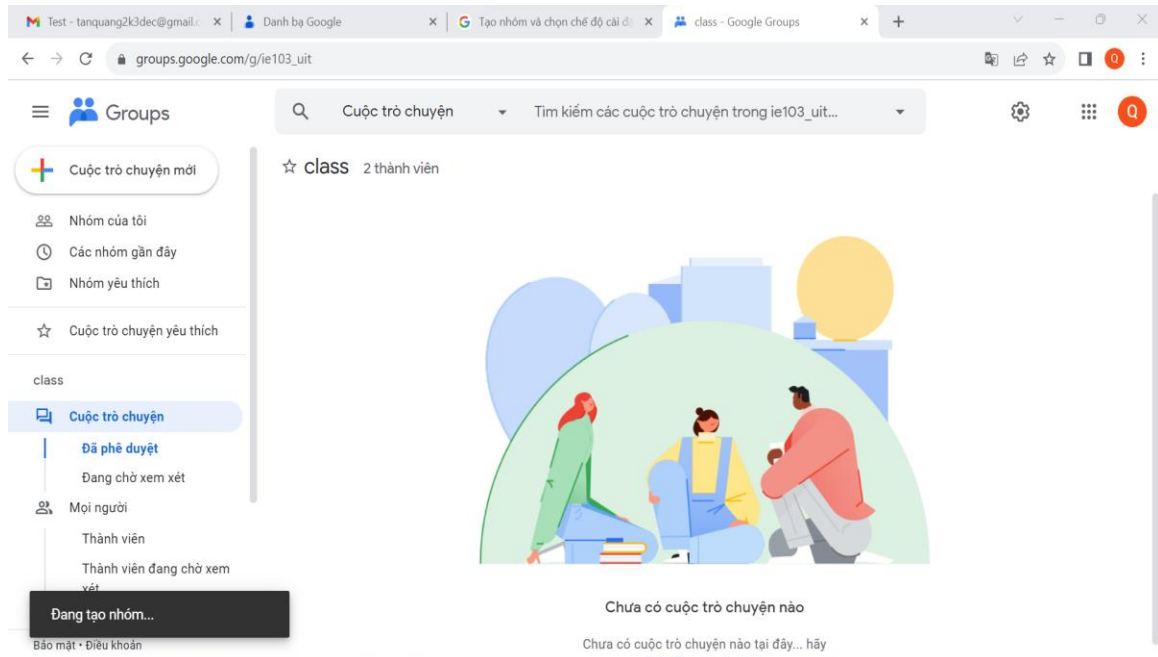 Test - tanquang2k3dec@gmail.c
Danh bạ Google
Tạo nhóm và chọn chế độ cài đặ
class - Google Groups
groups.google.com/g/ie103_uit
Q
Groups
Cuộc trò chuyện
Tìm kiếm các cuộc trò chuyện trong ie103_uit...
Q
Cuộc trò chuyện mới
class 2 thành viên
Nhóm của tôi
Các nhóm gần đây
Nhóm yêu thích
Cuộc trò chuyện yêu thích
class
Cuộc trò chuyện
Đã phê duyệt
Đang chờ xem xét
Mọi người
Thành viên
Thành viên đang chờ xem
xét
Đang tạo nhóm...
Bảo mật • Điều khoản
Chưa có cuộc trò chuyện nào
Chưa có cuộc trò chuyện nào tại đây... hãy